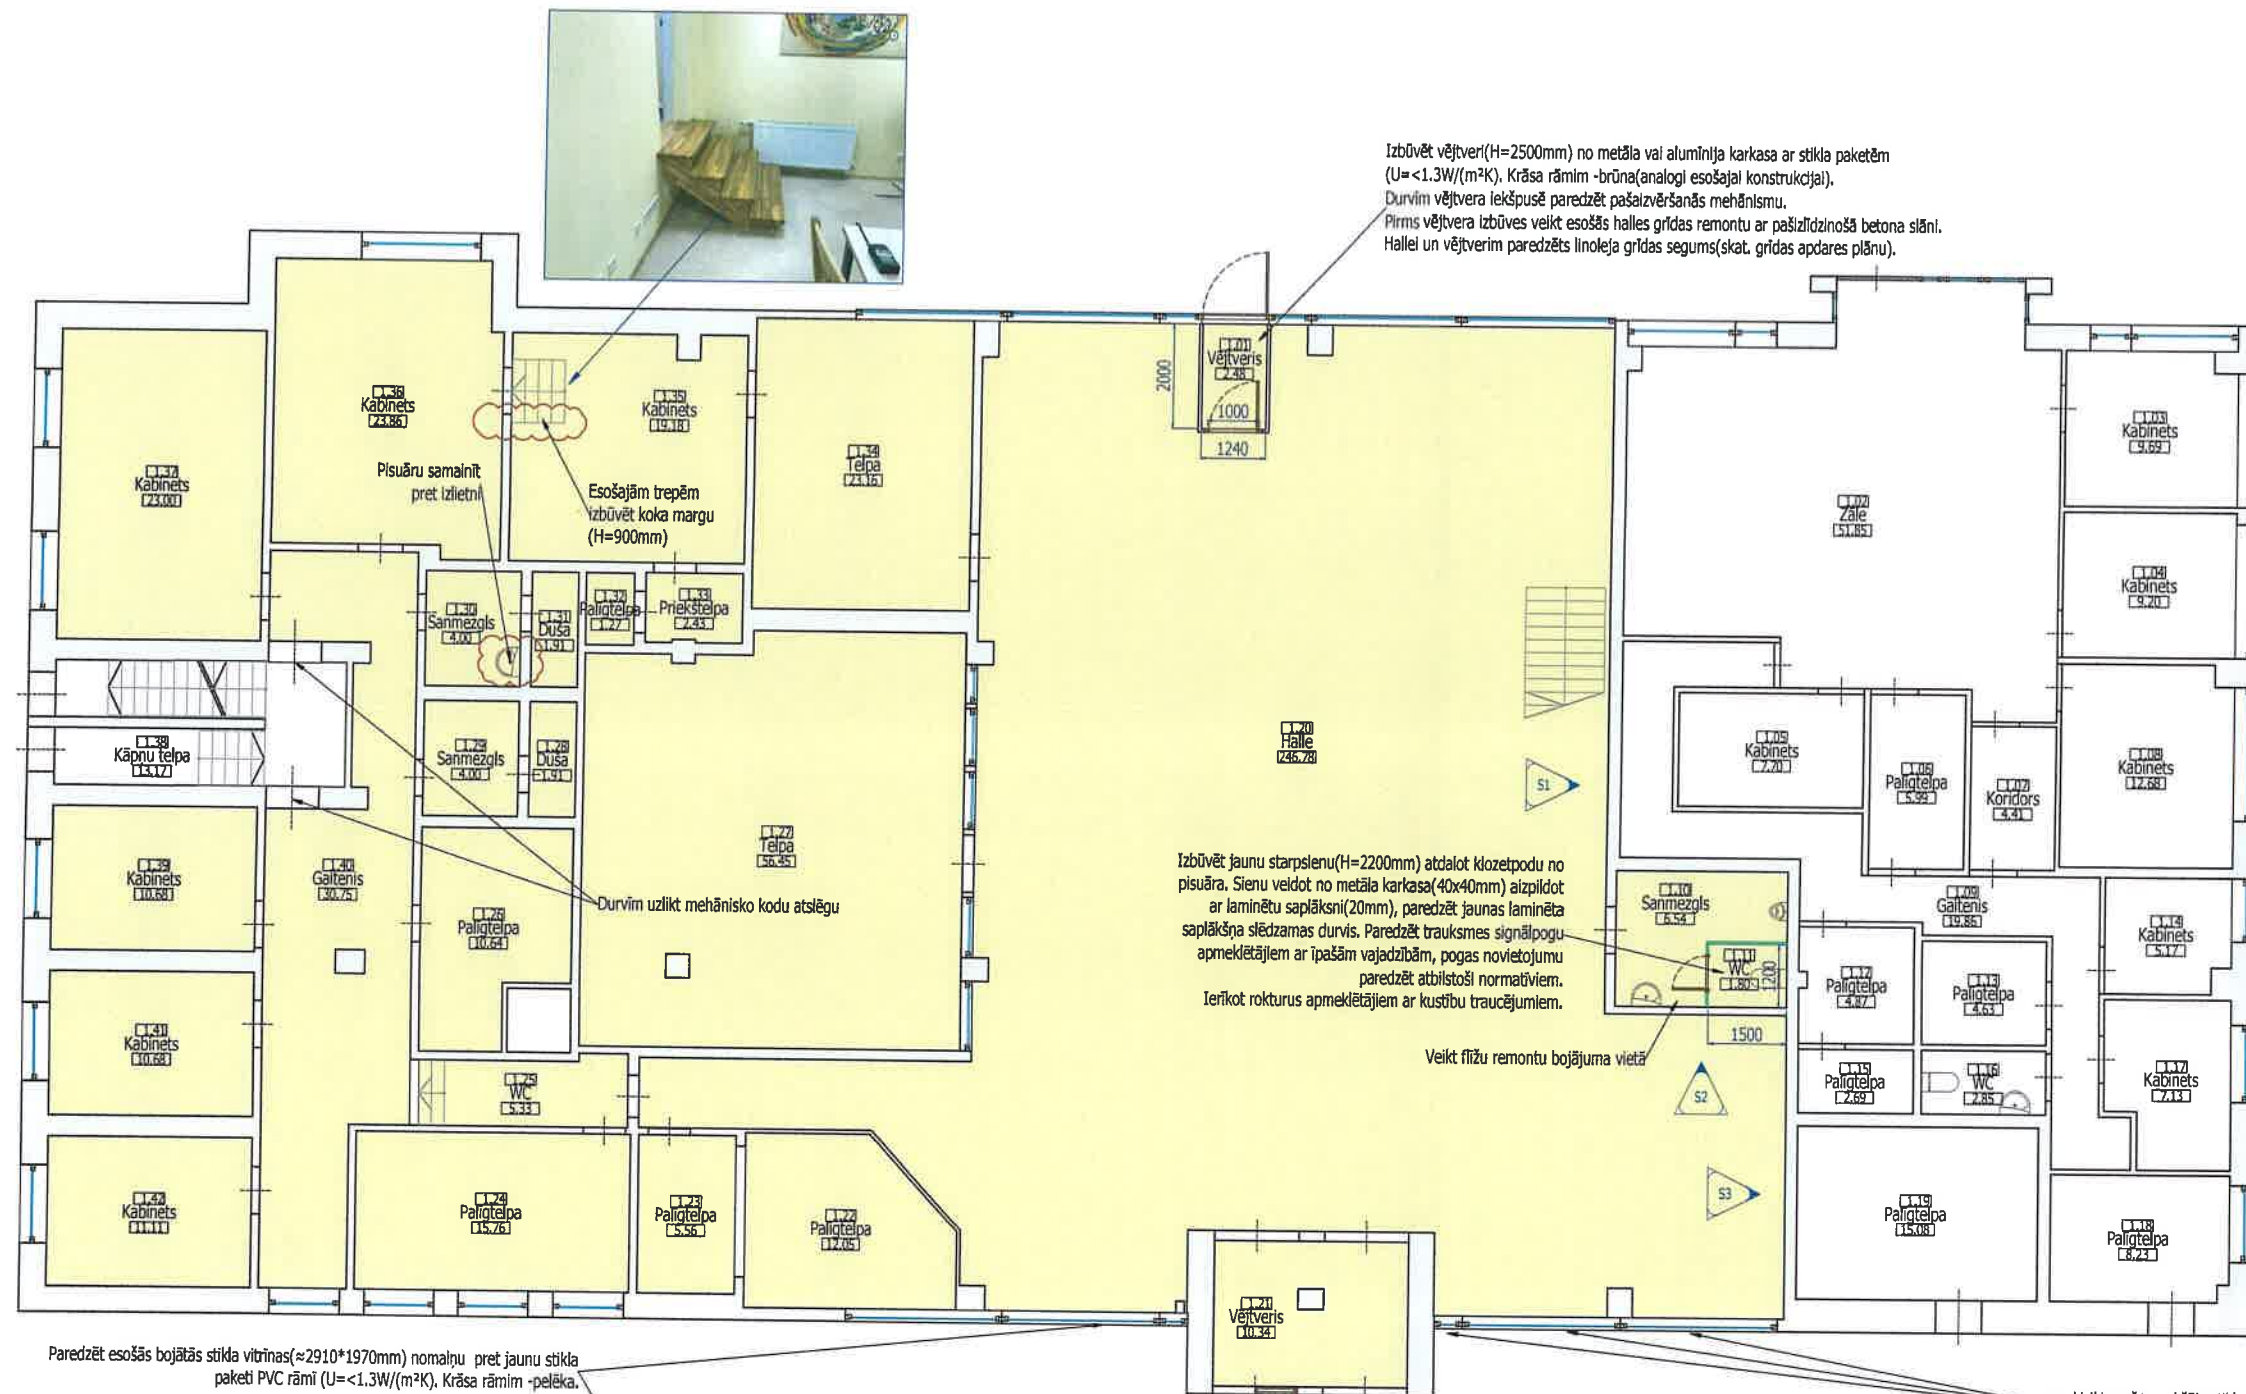 Izbūvēt vējtveri(H=2500mm) no metāla vai alumīnija karkasa ar stikla paketēm
(U=<1.3W/(m²K). Krāsa rāmim -brūna(analogi esošajai konstrukcijai).
Durvīm vējtvera iekšpusē paredzēt pašaizvēršanās mehānismu.
Pirms vējtvera izbūves veikt esošās halles grīdas remontu ar pašizlīdzinošā betona slāni.
Hallei un vējtverim paredzēts linoleja grīdas segums(skat. grīdas apdares plānu).
1.01
Vējtveris
2.48
2000
1000
1240
1.36
Kabinets
23.86
1.35
Kabinets
19.18
1.37
Kabinets
23.00
1.34
Telpa
23.16
1.03
Kabinets
9.69
1.02
Zāle
51.85
1.04
Kabinets
9.20
Pisuāru samainīt
pret izlietni
Esošajām trepēm
izbūvēt koka margu
(H=900mm)
1.30
Sanmezgls
4.00
1.31
Duša
1.91
1.32
Palīgtelpa
1.27
1.33
Priekštelpa
2.43
1.38
Kāpņu telpa
13.17
1.29
Sanmezgls
4.00
1.28
Duša
1.91
1.20
Halle
246.78
1.05
Kabinets
7.70
1.06
Palīgtelpa
5.99
1.07
Koridors
4.41
1.08
Kabinets
12.68
S1
1.39
Kabinets
10.68
1.40
Gaitenis
30.75
1.27
Telpa
56.45
1.26
Palīgtelpa
10.64
Durvīm uzlikt mehānisko kodu atslēgu
Izbūvēt jaunu starpsienu(H=2200mm) atdalot klozetpodu no
pisuāra. Sienu veidot no metāla karkasa(40x40mm) aizpildot
ar laminētu saplāksni(20mm), paredzēt jaunas laminēta
saplākšņa slēdzamas durvis. Paredzēt trauksmes signālpogu
apmeklētājiem ar īpašām vajadzībām, pogas novietojumu
paredzēt atbilstoši normatīviem.
Ierīkot rokturus apmeklētājiem ar kustību traucējumiem.
1.10
Sanmezgls
6.54
1.11
WC
1.80
1200
1500
1.09
Gaitenis
19.86
1.14
Kabinets
5.17
1.12
Palīgtelpa
4.87
1.13
Palīgtelpa
4.63
Veikt flīžu remontu bojājuma vietā
1.41
Kabinets
10.68
1.25
WC
5.33
S2
1.15
Palīgtelpa
2.69
1.16
WC
2.85
1.17
Kabinets
7.13
1.42
Kabinets
11.11
1.24
Palīgtelpa
15.76
1.23
Palīgtelpa
5.56
1.22
Palīgtelpa
12.05
S3
1.19
Palīgtelpa
15.08
1.18
Palīgtelpa
8.23
1.21
Vējtveris
10.34
Paredzēt esošās bojātās stikla vitrīnas(≈2910*1970mm) nomaiņu pret jaunu stikla
paketi PVC rāmī (U=<1.3W/(m²K). Krāsa rāmim -pelēka.